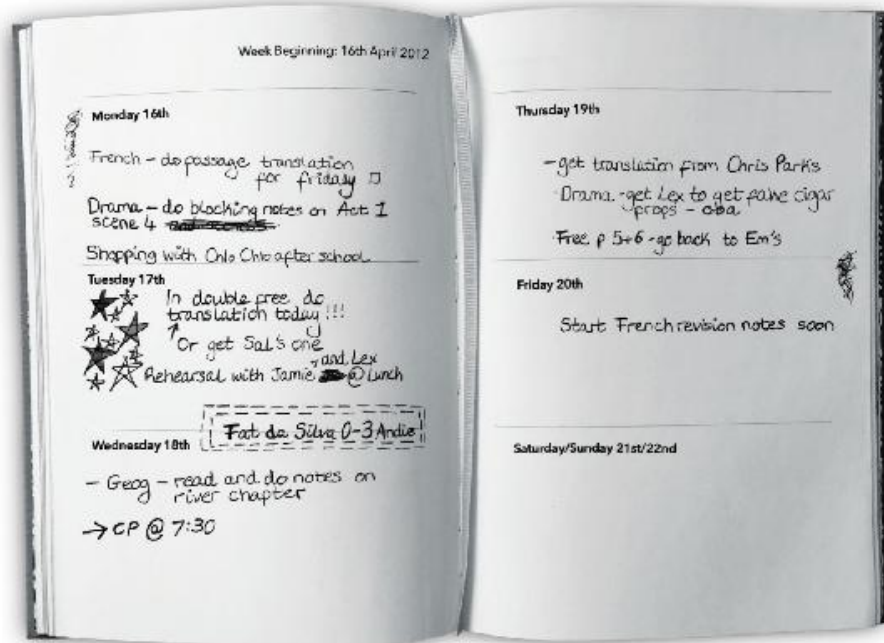 Week Beginning: 16th April 2012
Monday 16th
French – do passage translation
for friday
Drama – do blocking notes on Act 1
scene 4
Shopping with Chlo Chlo after school
Tuesday 17th
In double free do
translation today!!!
Or get Sal's one
and Lex
Rehearsal with Jamie @ Lunch
Fat da Silva 0-3 Andie
Wednesday 18th
– Geog – read and do notes on
river chapter
→ CP @ 7:30
Thursday 19th
– get translation from Chris Parks
Drama – get Lex to get fake cigar
props –
Free p 5+6 – go back to Em's
Friday 20th
Start French revision notes soon
Saturday/Sunday 21st/22nd